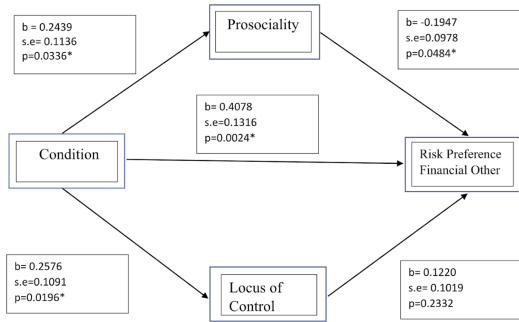 b = 0.2439
s.e= 0.1136
p=0.0336*
Prosociality
b= -0.1947
s.e=0.0978
p=0.0484*
b= 0.4078
s.e= 0.1316
p=0.0024*
Condition
Risk Preference
Financial Other
b= 0.2576
s.e=0.1091
p=0.0196*
Locus of
Control
b= 0.1220
s.e= 0.1019
p=0.2332